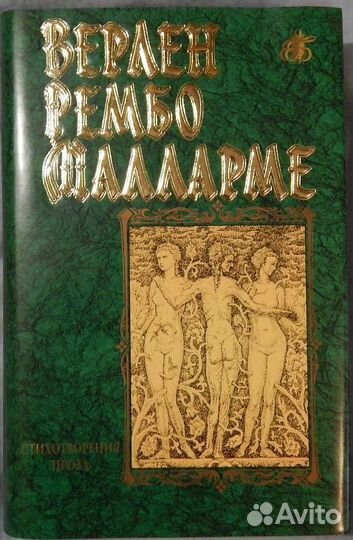 ВЕРЛЕН
РЕМБО
МАЛЛАРМЕ
СТИХОТВОРЕНИЯ
ПРОЗА
Avito